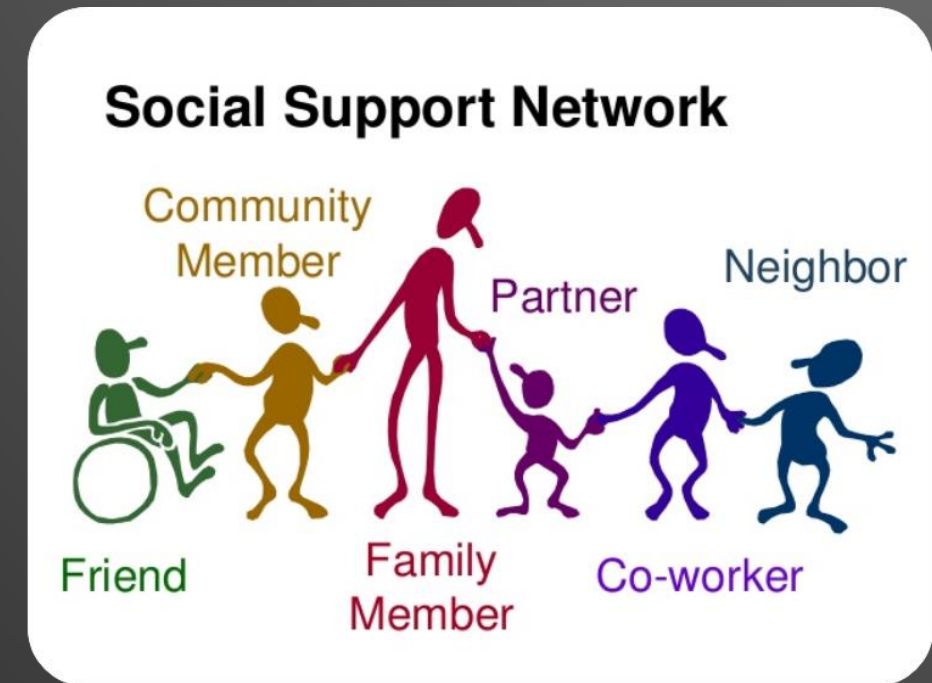 Social Support Network
Community
Member
Partner
Neighbor
Friend
Family
Member
Co-worker